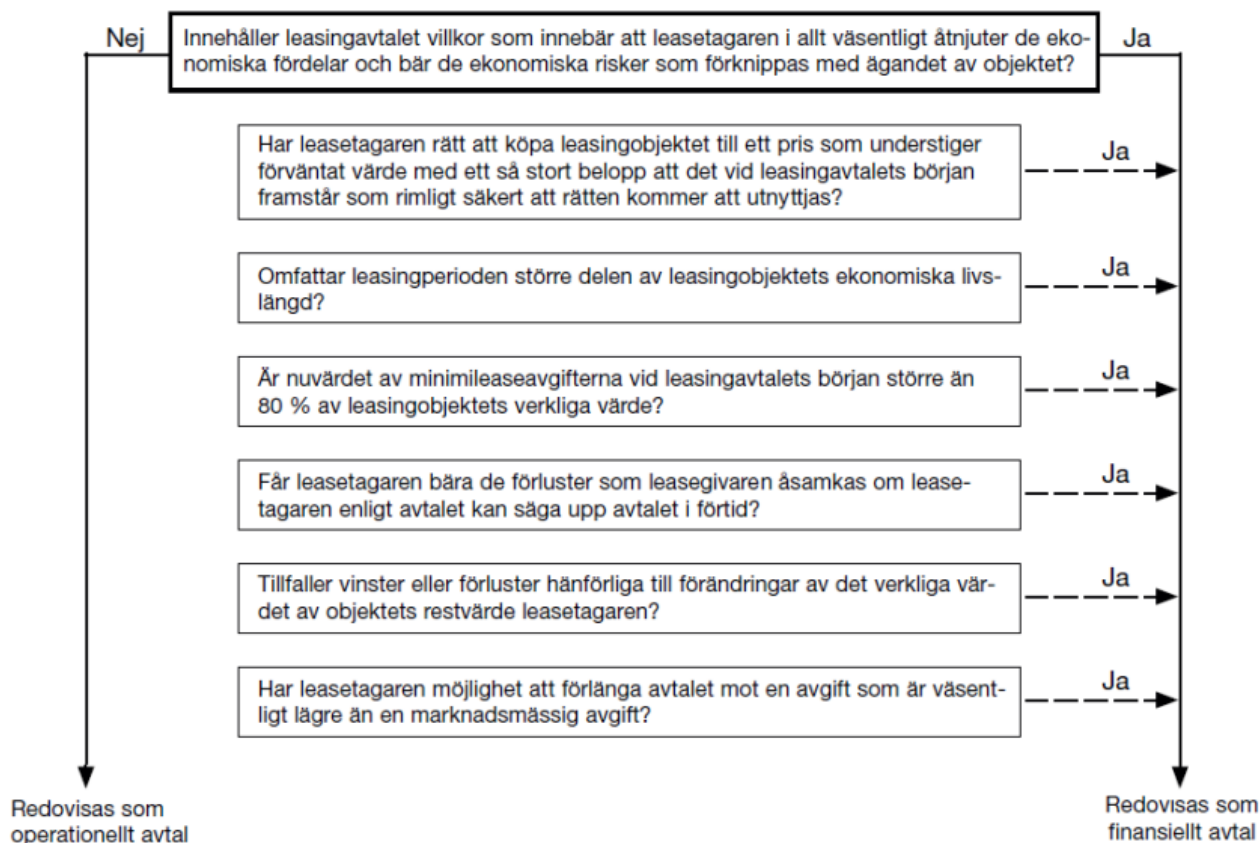 Nej
Innehåller leasingavtalet villkor som innebär att leasetagaren i allt väsentligt åtnjuter de eko-
nomiska fördelar och bär de ekonomiska risker som förknippas med ägandet av objektet?
Ja
Har leasetagaren rätt att köpa leasingobjektet till ett pris som understiger
förväntat värde med ett så stort belopp att det vid leasingavtalets början
framstår som rimligt säkert att rätten kommer att utnyttjas?
Ja
Omfattar leasingperioden större delen av leasingobjektets ekonomiska livs-
längd?
Ja
Är nuvärdet av minimileaseavgifterna vid leasingavtalets början större än
80 % av leasingobjektets verkliga värde?
Ja
Får leasetagaren bära de förluster som leasegivaren åsamkas om lease-
tagaren enligt avtalet kan säga upp avtalet i förtid?
Ja
Tillfaller vinster eller förluster hänförliga till förändringar av det verkliga vär-
det av objektets restvärde leasetagaren?
Ja
Har leasetagaren möjlighet att förlänga avtalet mot en avgift som är väsent-
ligt lägre än en marknadsmässig avgift?
Ja
Redovisas som
operationellt avtal
Redovisas som
finansiellt avtal